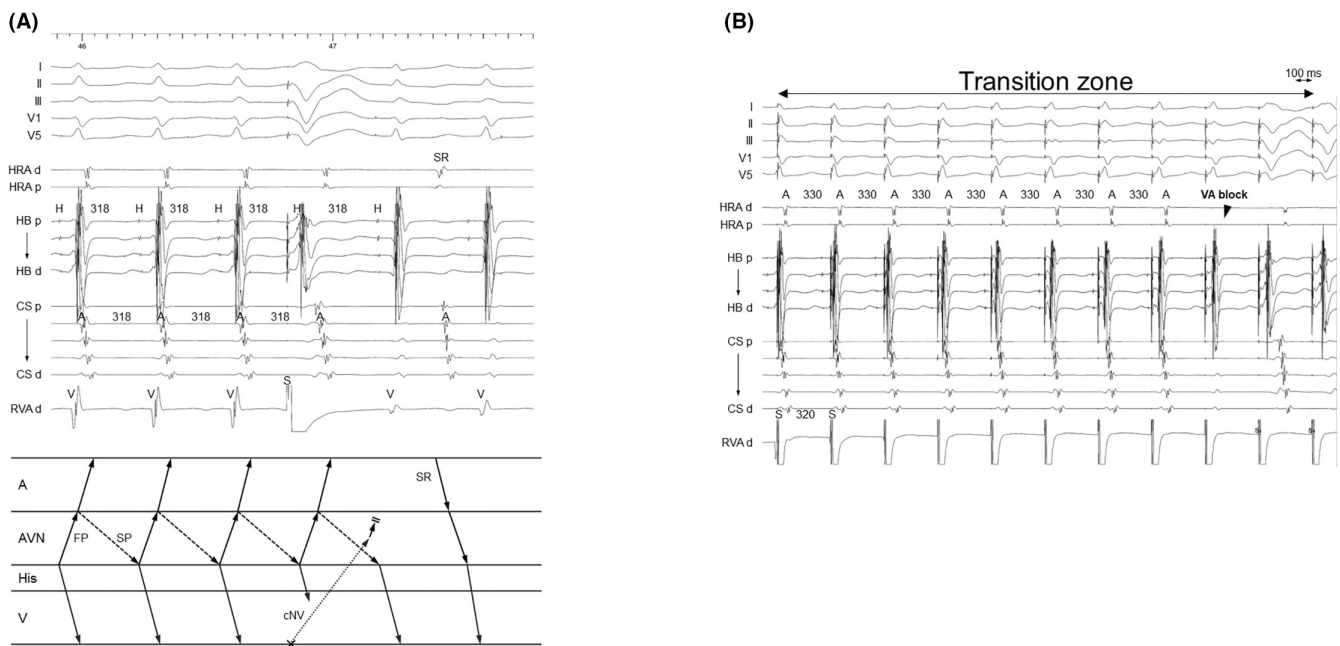 (A)
46 47
I
II
III
V1
V5
SR
HRA d
HRA p
H 318 H 318 H 318 H 318 H
HB p
HB d
CS p
A 318 A 318 A 318 A A
CS d
V V V S V V
RVA d
A
SR
AVN
FP SP
His
V
cNV
(B)
100 ms
Transition zone
I
II
III
V1
V5
A 330 A 330 A 330 A 330 A 330 A 330 A 330 A VA block
HRA d
HRA p
HB p
HB d
CS p
CS d
S 320 S
RVA d